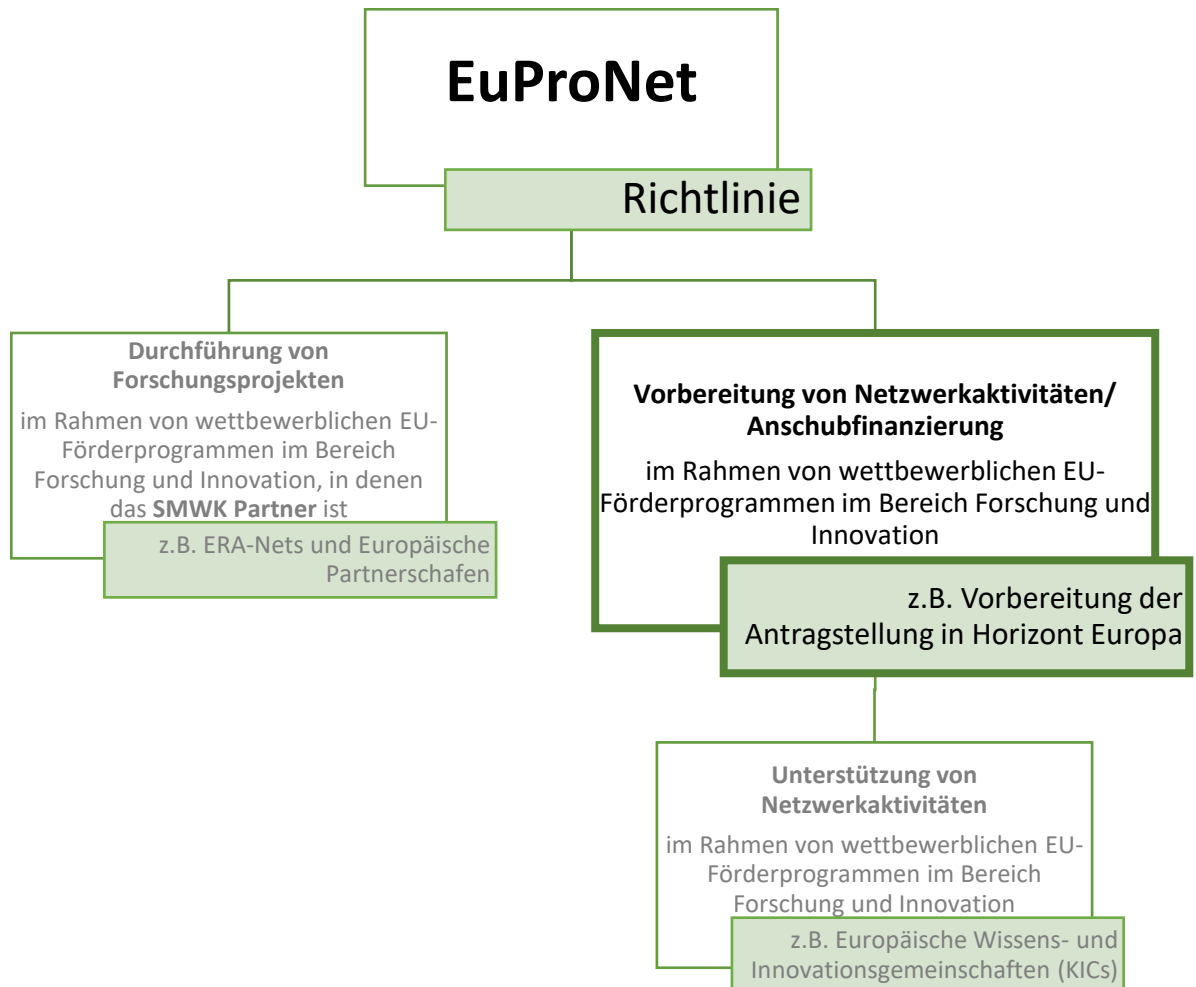 EuProNet
Richtlinie
Durchführung von
Forschungsprojekten
im Rahmen von wettbewerblichen EU-
Förderprogrammen im Bereich
Forschung und Innovation, in denen
das SMWK Partner ist
z.B. ERA-Nets und Europäische
Partnerschafen
Vorbereitung von Netzwerkaktivitäten/
Anschubfinanzierung
im Rahmen von wettbewerblichen EU-
Förderprogrammen im Bereich Forschung und
Innovation
z.B. Vorbereitung der
Antragstellung in Horizont Europa
Unterstützung von
Netzwerkaktivitäten
im Rahmen von wettbewerblichen EU-
Förderprogrammen im Bereich
Forschung und Innovation
z.B. Europäische Wissens- und
Innovationsgemeinschaften (KICs)